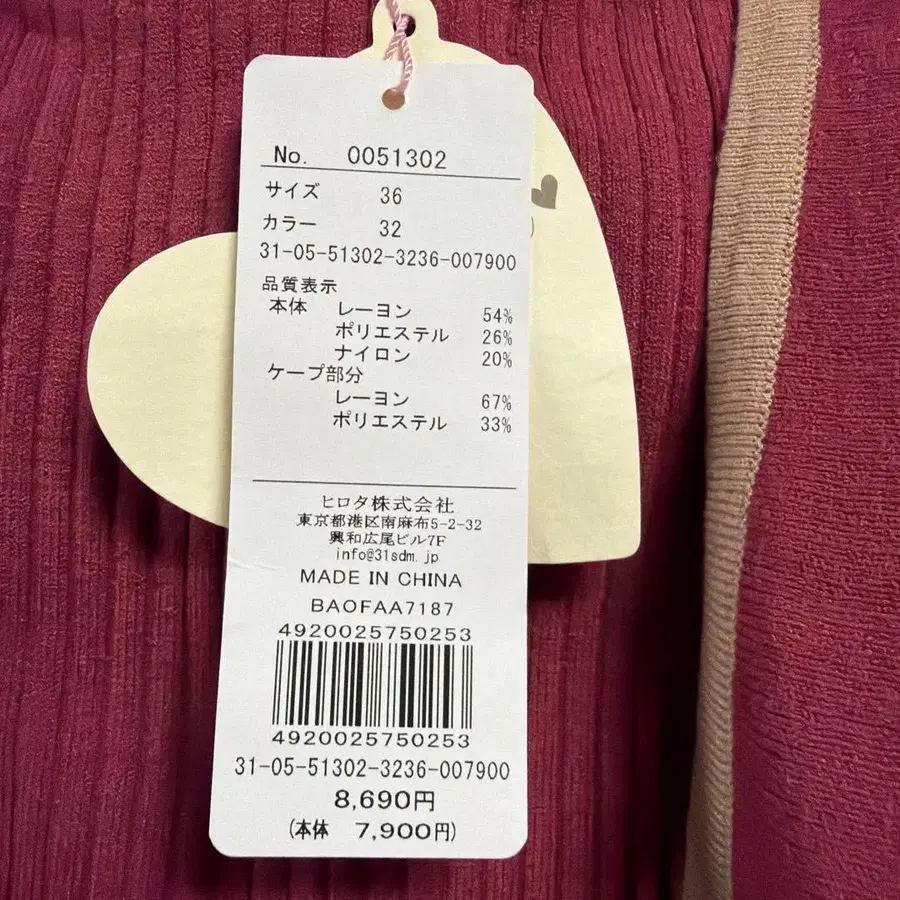 No. 0051302
サイズ 36
カラー 32
31-05-51302-3236-007900
品質表示
本体 レーヨン 54%
ポリエステル 26%
ナイロン 20%
ケープ部分
レーヨン 67%
ポリエステル 33%
ヒロタ株式会社
東京都港区南麻布5-2-32
興和広尾ビル7F
info@31sdm.jp
MADE IN CHINA
BAOFAA7187
4920025750253
4920025750253
31-05-51302-3236-007900
8,690円
(本体 7,900円)